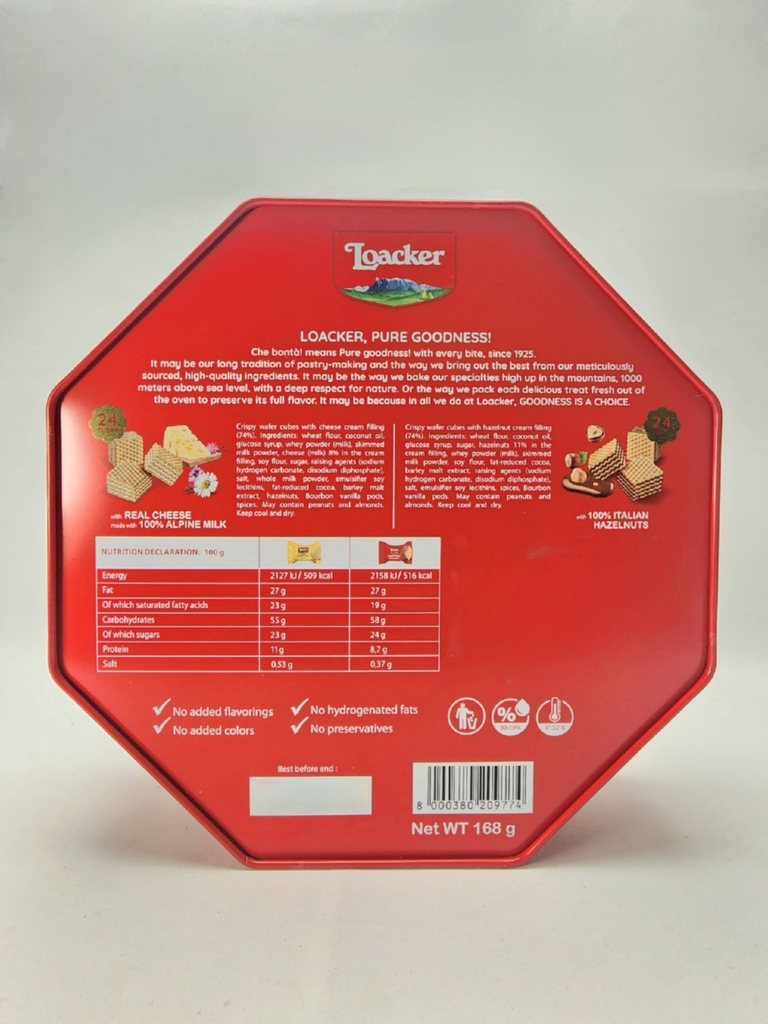 Loacker
LOACKER, PURE GOODNESS!
Che bontà! means Pure goodness! with every bite, since 1925.
It may be our long tradition of pastry-making and the way we bring out the best from our meticulously
sourced, high-quality ingredients. It may be the way we bake our specialties high up in the mountains, 1000
meters above sea level, with a deep respect for nature. Or the way we pack each delicious treat fresh out of
the oven to preserve its full flavor. It may be because in all we do at Loacker, GOODNESS IS A CHOICE.
24
with REAL CHEESE
made with 100% ALPINE MILK
Crispy wafer cubes with cheese cream filling
(74%). Ingredients: wheat flour, coconut oil,
glucose syrup, whey powder (milk), skimmed
milk powder, cheese (milk) 8% in the cream
filling, soy flour, sugar, raising agents (sodium
hydrogen carbonate, disodium diphosphate),
salt, whole milk powder, emulsifier soy
lecithins, fat-reduced cocoa, barley malt
extract, hazelnuts, Bourbon vanilla pods,
spices. May contain peanuts and almonds.
Keep cool and dry.
Crispy wafer cubes with hazelnut cream filling
(74%). Ingredients: wheat flour, coconut oil,
glucose syrup, sugar, hazelnuts 11% in the
cream filling, whey powder (milk), skimmed
milk powder, soy flour, fat-reduced cocoa,
barley malt extract, raising agents (sodium
hydrogen carbonate, disodium diphosphate),
salt, emulsifier soy lecithins, spices, Bourbon
vanilla pods. May contain peanuts and
almonds. Keep cool and dry.
24
with 100% ITALIAN
HAZELNUTS
NUTRITION DECLARATION: 100 g
Energy 2127 kJ / 509 kcal 2158 kJ / 516 kcal
Fat 27 g 27 g
Of which saturated fatty acids 23 g 19 g
Carbohydrates 55 g 58 g
Of which sugars 23 g 24 g
Protein 11 g 8,7 g
Salt 0,53 g 0,37 g
No added flavorings
No hydrogenated fats
No added colors
No preservatives
%
Best before end :
8 000380 209774
Net WT 168 g